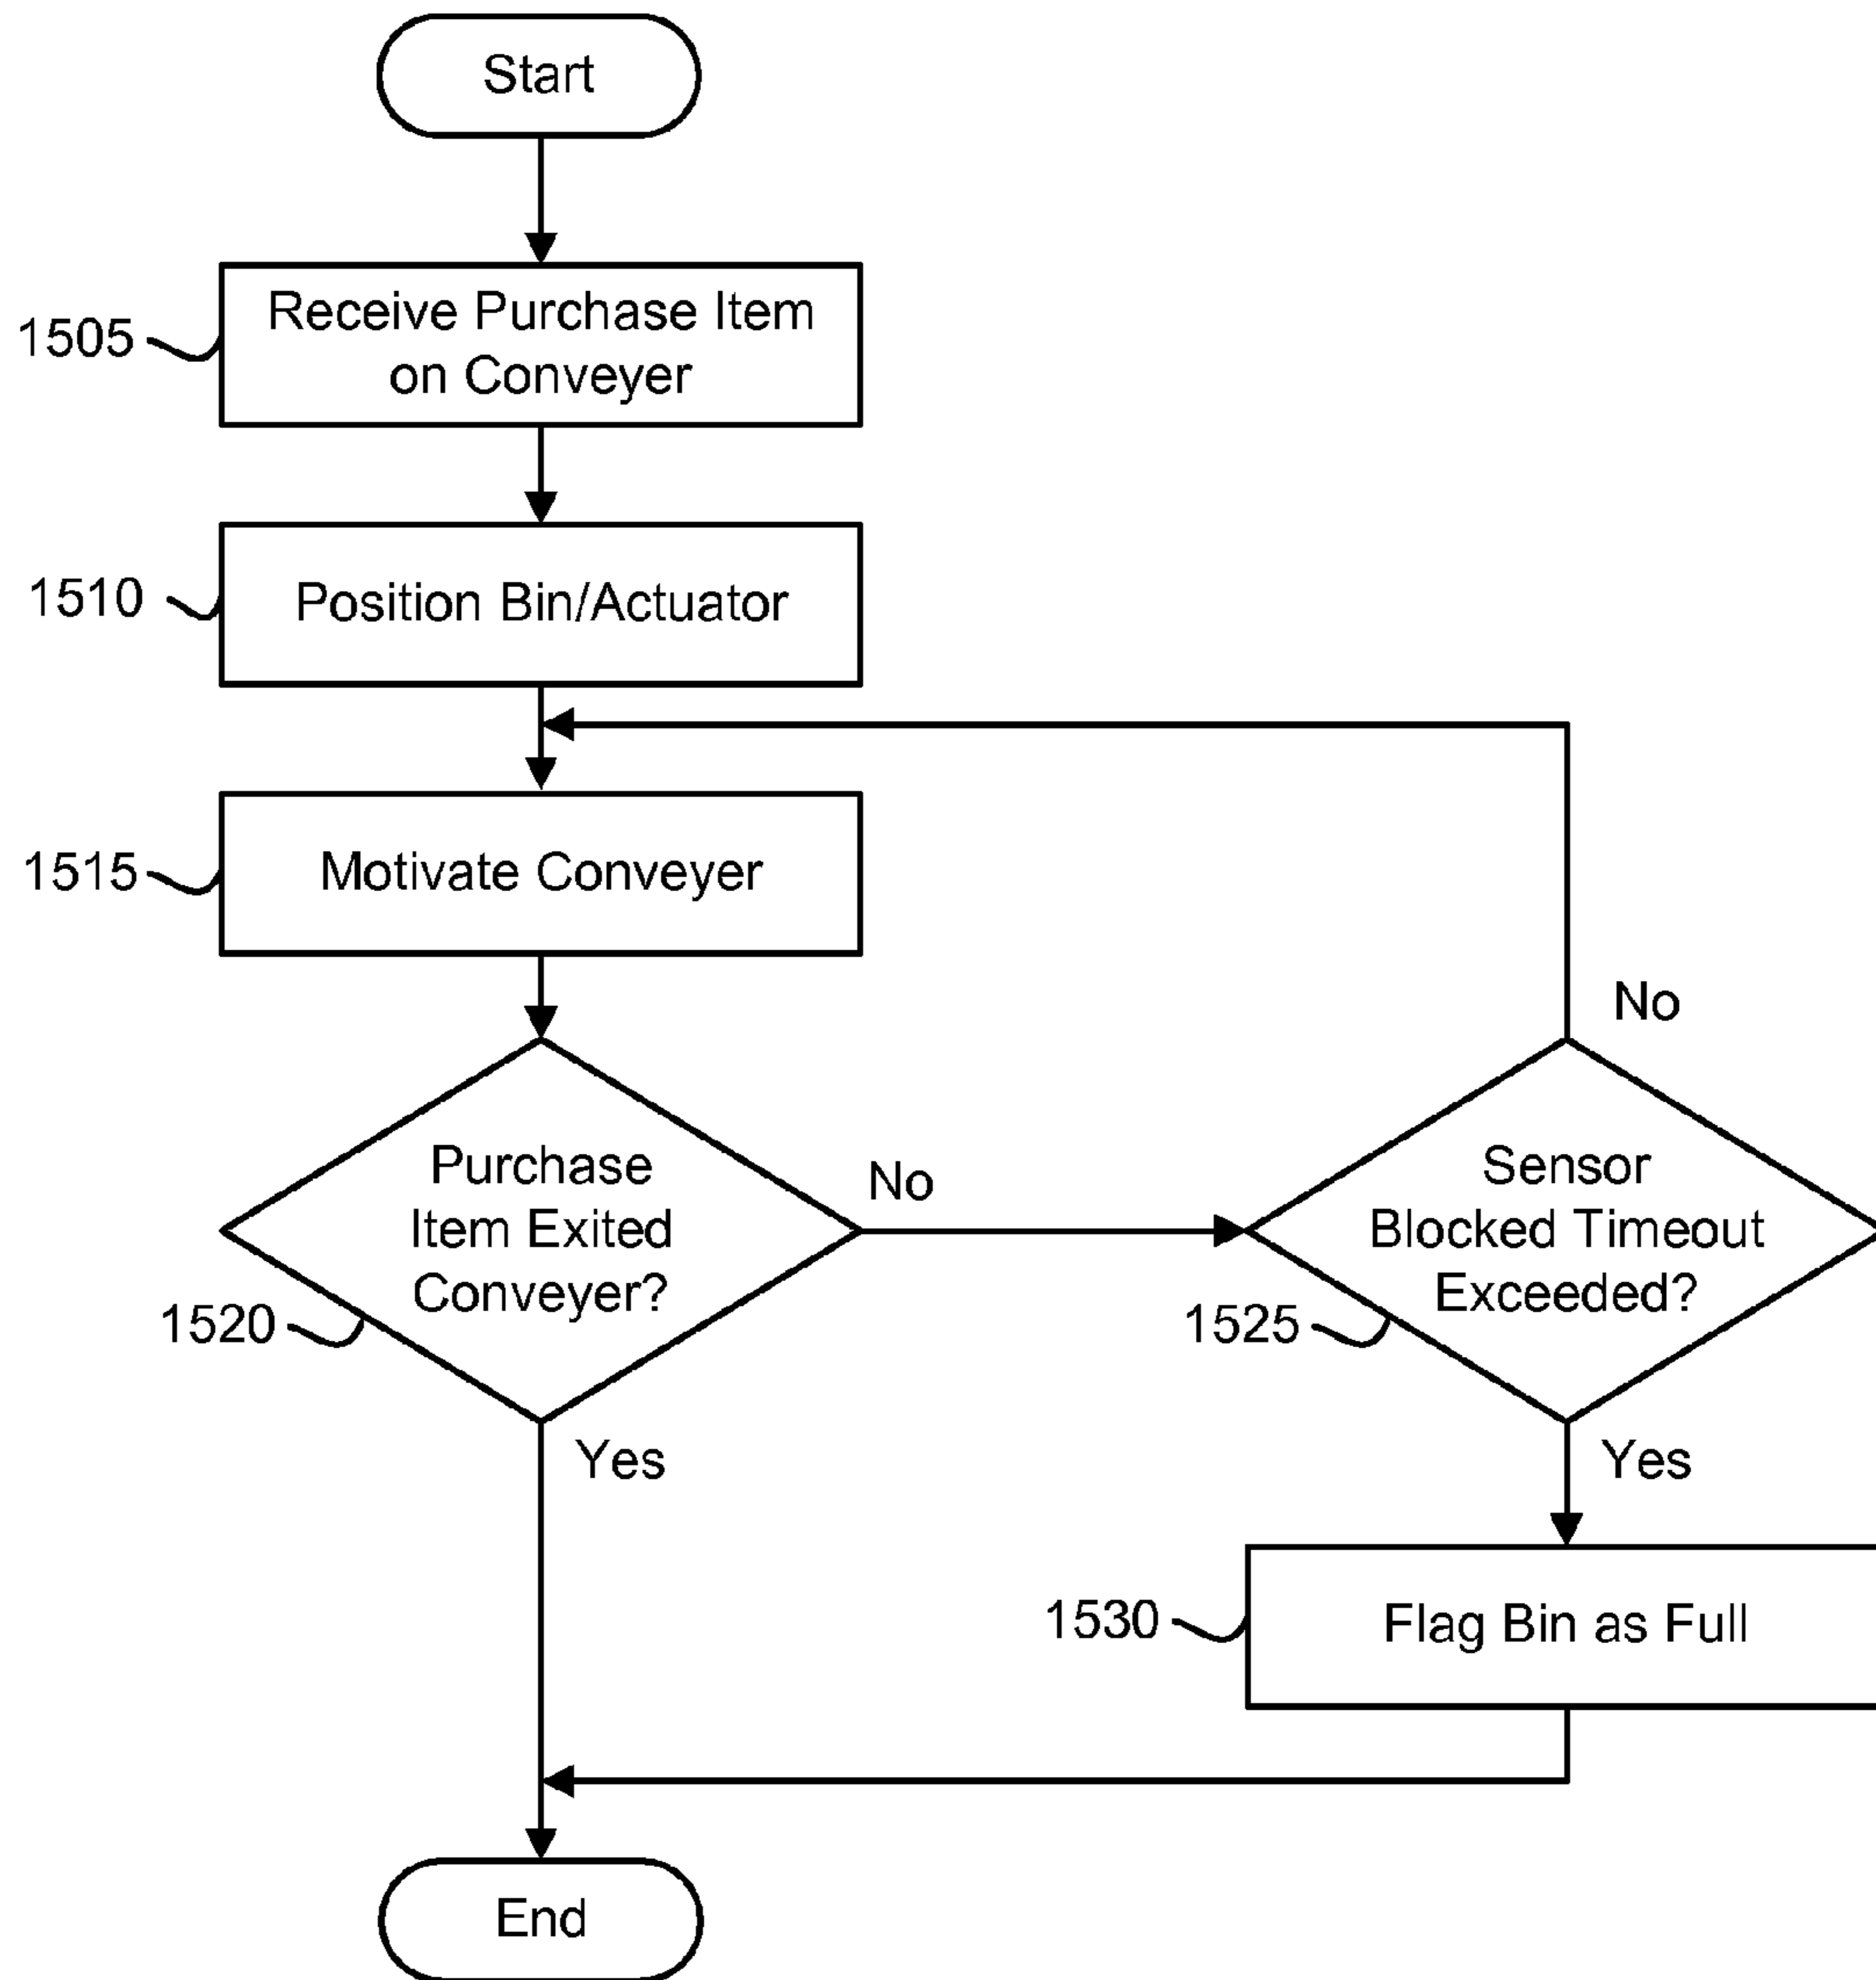 Start
1505
Receive Purchase Item
on Conveyer
1510
Position Bin/Actuator
1515
Motivate Conveyer
No
Purchase
Item Exited
Conveyer?
1520
No
Sensor
Blocked Timeout
Exceeded?
1525
Yes
Yes
1530
Flag Bin as Full
End